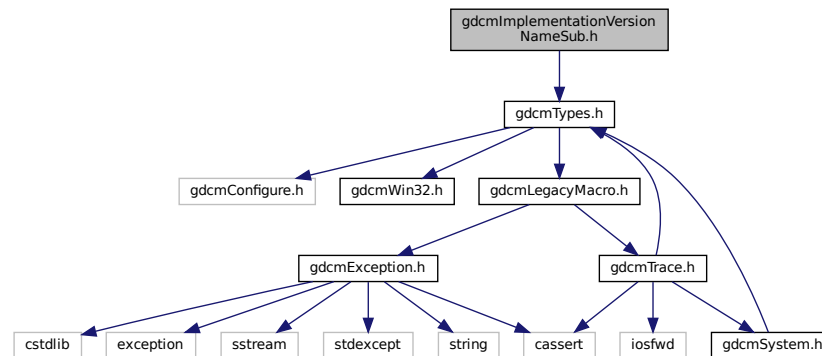 gdcmImplementationVersion
NameSub.h
gdcmTypes.h
gdcmConfigure.h
gdcmWin32.h
gdcmLegacyMacro.h
gdcmException.h
gdcmTrace.h
cstdlib
exception
sstream
stdexcept
string
cassert
iosfwd
gdcmSystem.h